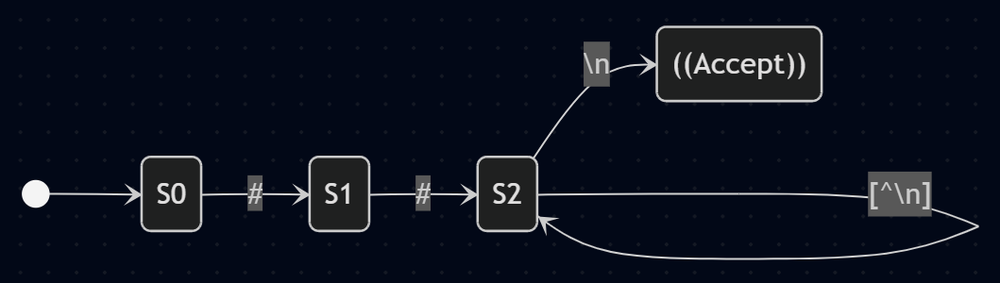 \n
((Accept))
S0
#
S1
#
S2
[^\n]